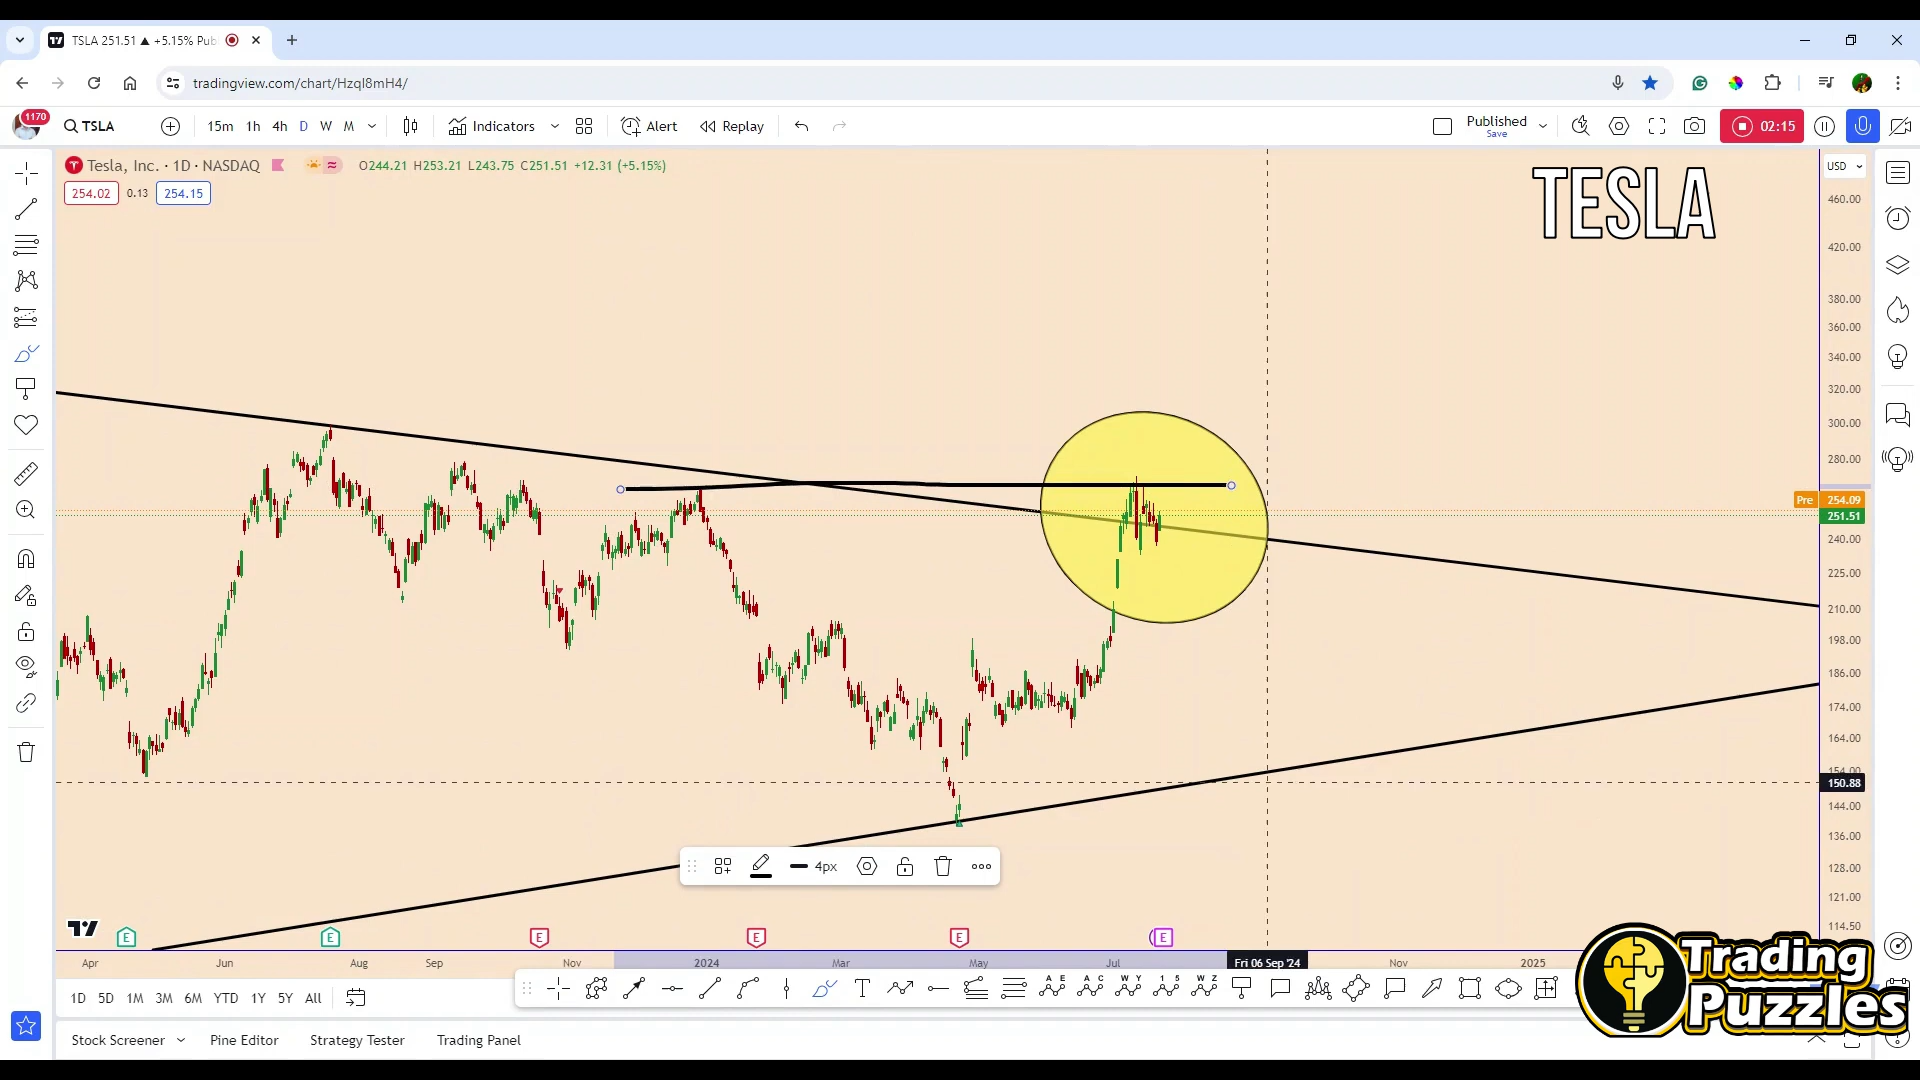 TSLA 251.51 ▲ +5.15% Pub
tradingview.com/chart/HzqI8mH4/
1170
TSLA
15m 1h 4h D W M
Indicators
Alert
Replay
Published
Save
02:15
Tesla, Inc. · 1D · NASDAQ
O244.21 H253.21 L243.75 C251.51 +12.31 (+5.15%)
254.02 0.13 254.15
TESLA
USD
460.00
420.00
380.00
360.00
340.00
320.00
300.00
280.00
Pre 254.09
251.51
240.00
225.00
210.00
198.00
186.00
174.00
164.00
154.00
150.88
144.00
136.00
128.00
121.00
114.50
4px
E E E E E E
Apr Jun Aug Sep Nov 2024 Mar May Jul Fri 06 Sep '24 Nov 2025
1D 5D 1M 3M 6M YTD 1Y 5Y All
A E A C W Y 1 5 W Z
Trading
Puzzles
Stock Screener Pine Editor Strategy Tester Trading Panel